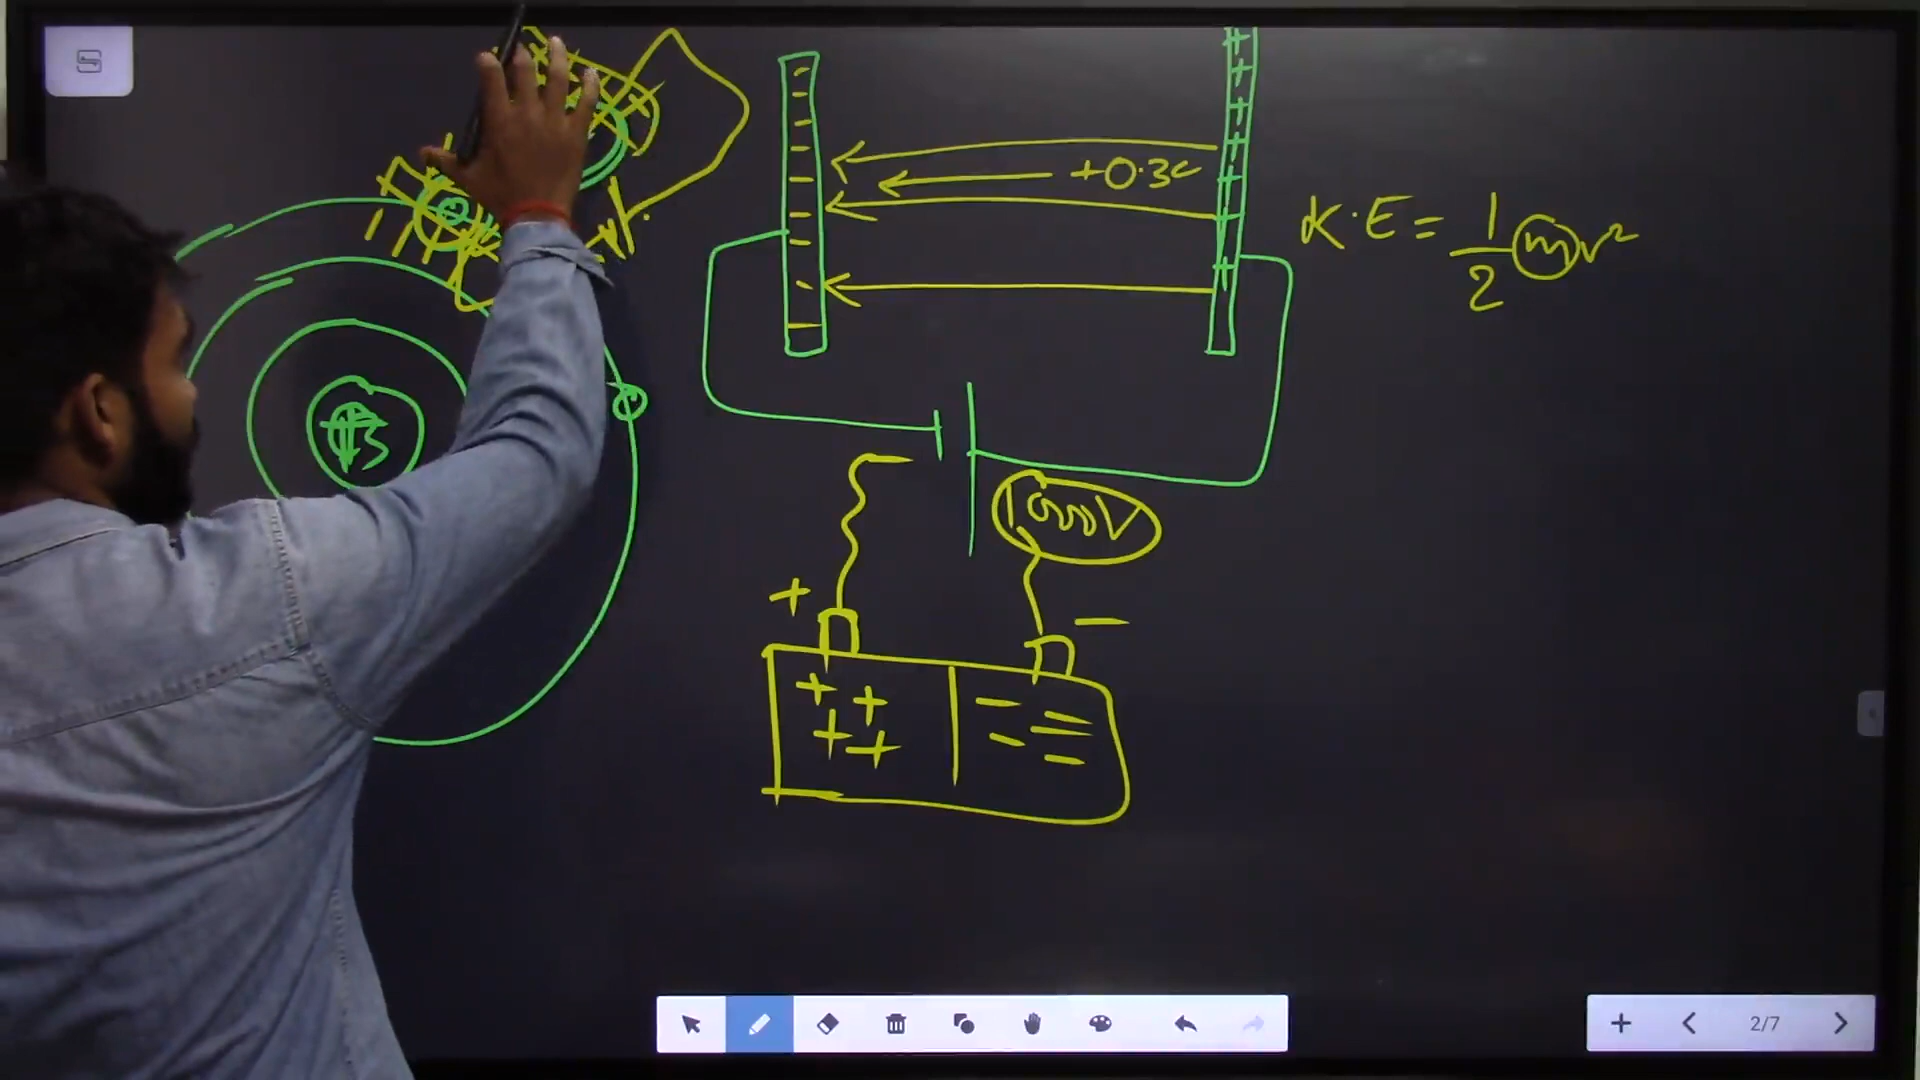 +0.3c
K.E = 1/2 mv²
1000V
+
-
+ + + +
- - - - -
2/7